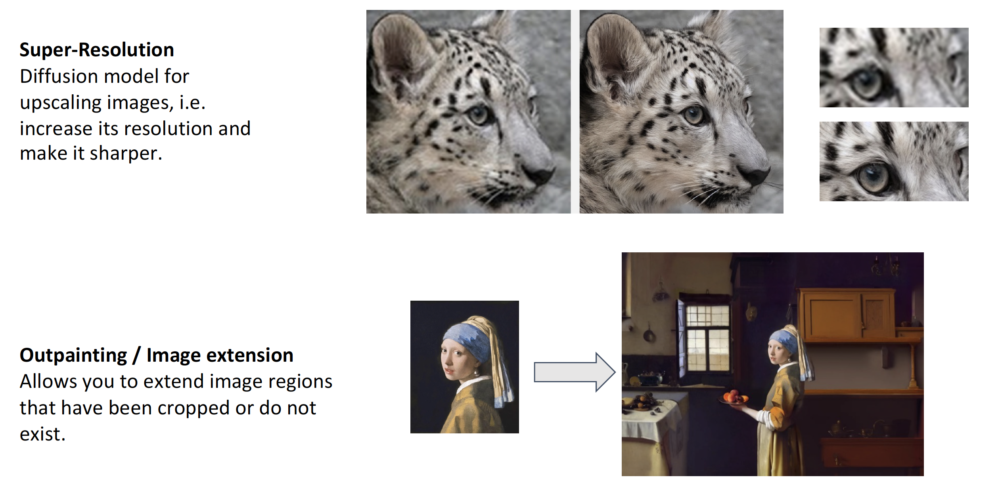 Super-Resolution
Diffusion model for
upscaling images, i.e.
increase its resolution and
make it sharper.
Outpainting / Image extension
Allows you to extend image regions
that have been cropped or do not
exist.